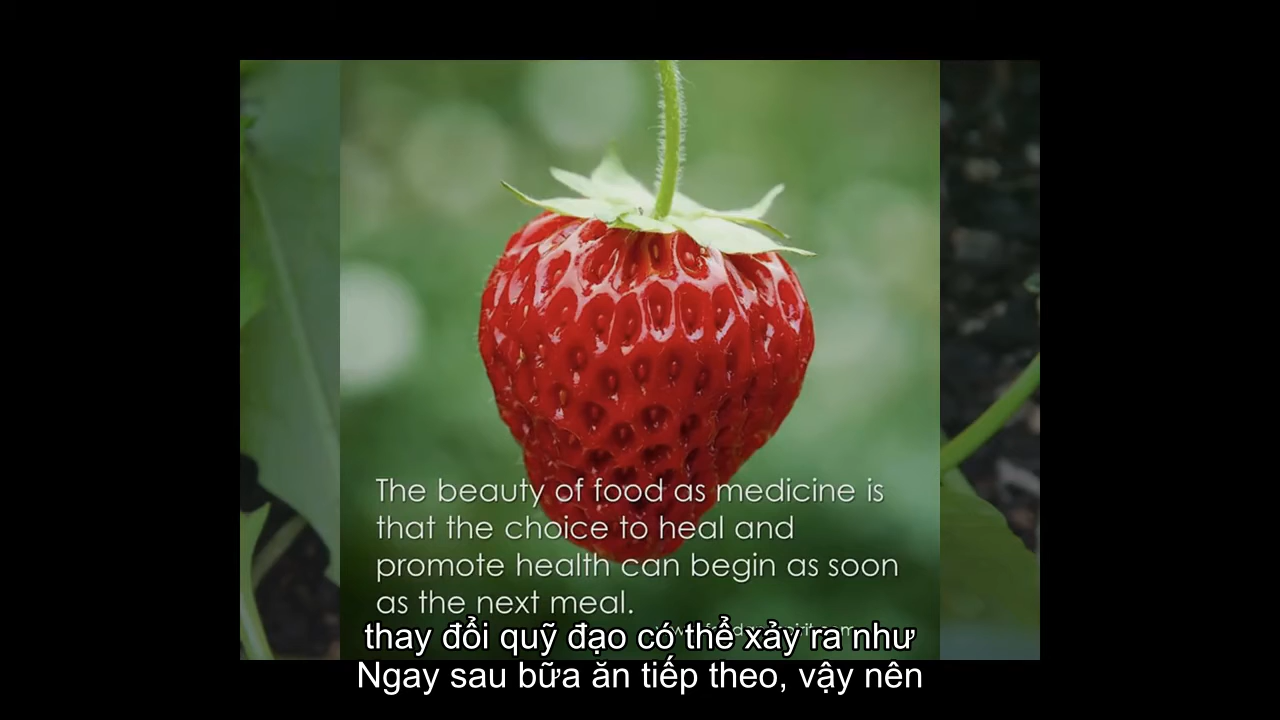 The beauty of food as medicine is
that the choice to heal and
promote health can begin as soon
as the next meal.
thay đổi quỹ đạo có thể xảy ra như
Ngay sau bữa ăn tiếp theo, vậy nên